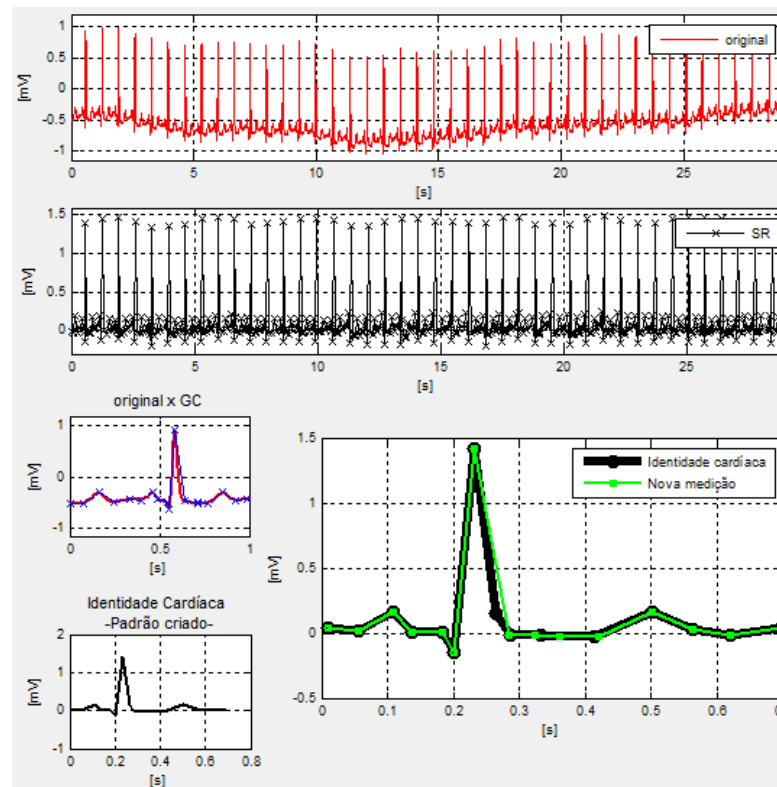 original
[mV]
1
0.5
0
-0.5
-1
0 5 10 15 20 25
[s]
SR
[mV]
1.5
1
0.5
0
0 5 10 15 20 25
[s]
original x GC
[mV]
1
0
-1
0 0.5 1
[s]
Identidade Cardíaca
-Padrão criado-
[mV]
2
1
0
-1
0 0.2 0.4 0.6 0.8
[s]
Identidade cardíaca
Nova medição
[mV]
1.5
1
0.5
0
-0.5
0 0.1 0.2 0.3 0.4 0.5 0.6
[s]